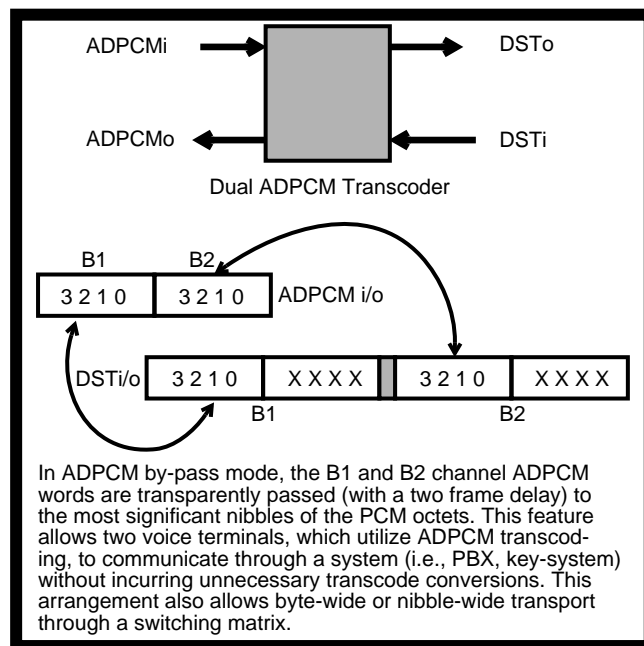 ADPCMi
DSTo
ADPCMo
DSTi
Dual ADPCM Transcoder
B1
B2
3 2 1 0
3 2 1 0
ADPCM i/o
DSTi/o
3 2 1 0
X X X X
3 2 1 0
X X X X
B1
B2
In ADPCM by-pass mode, the B1 and B2 channel ADPCM
words are transparently passed (with a two frame delay) to
the most significant nibbles of the PCM octets. This feature
allows two voice terminals, which utilize ADPCM transcod-
ing, to communicate through a system (i.e., PBX, key-system)
without incurring unnecessary transcode conversions. This
arrangement also allows byte-wide or nibble-wide transport
through a switching matrix.